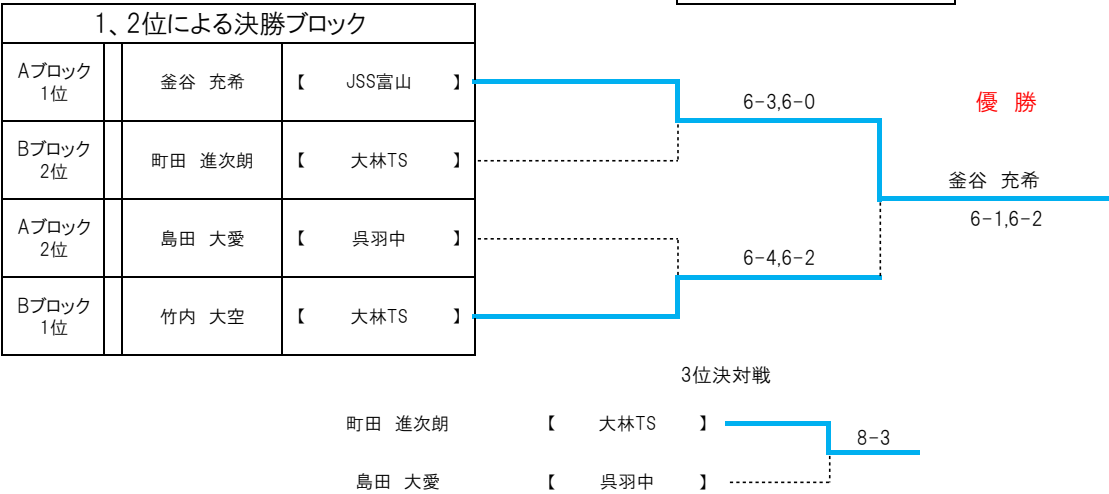 1、2位による決勝ブロック
Aブロック
1位
釜谷 充希 【 JSS富山 】
Bブロック
2位
町田 進次朗 【 大林TS 】
Aブロック
2位
島田 大愛 【 呉羽中 】
Bブロック
1位
竹内 大空 【 大林TS 】
6-3,6-0
6-4,6-2
優 勝
釜谷 充希
6-1,6-2
3位決対戦
町田 進次朗 【 大林TS 】
8-3
島田 大愛 【 呉羽中 】